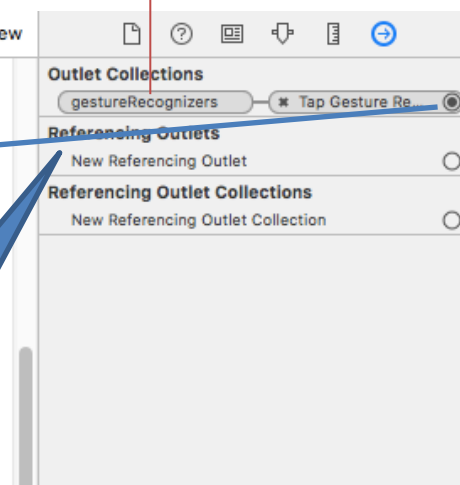 ew
Outlet Collections
gestureRecognizers
Tap Gesture Re...
Referencing Outlets
New Referencing Outlet
Referencing Outlet Collections
New Referencing Outlet Collection